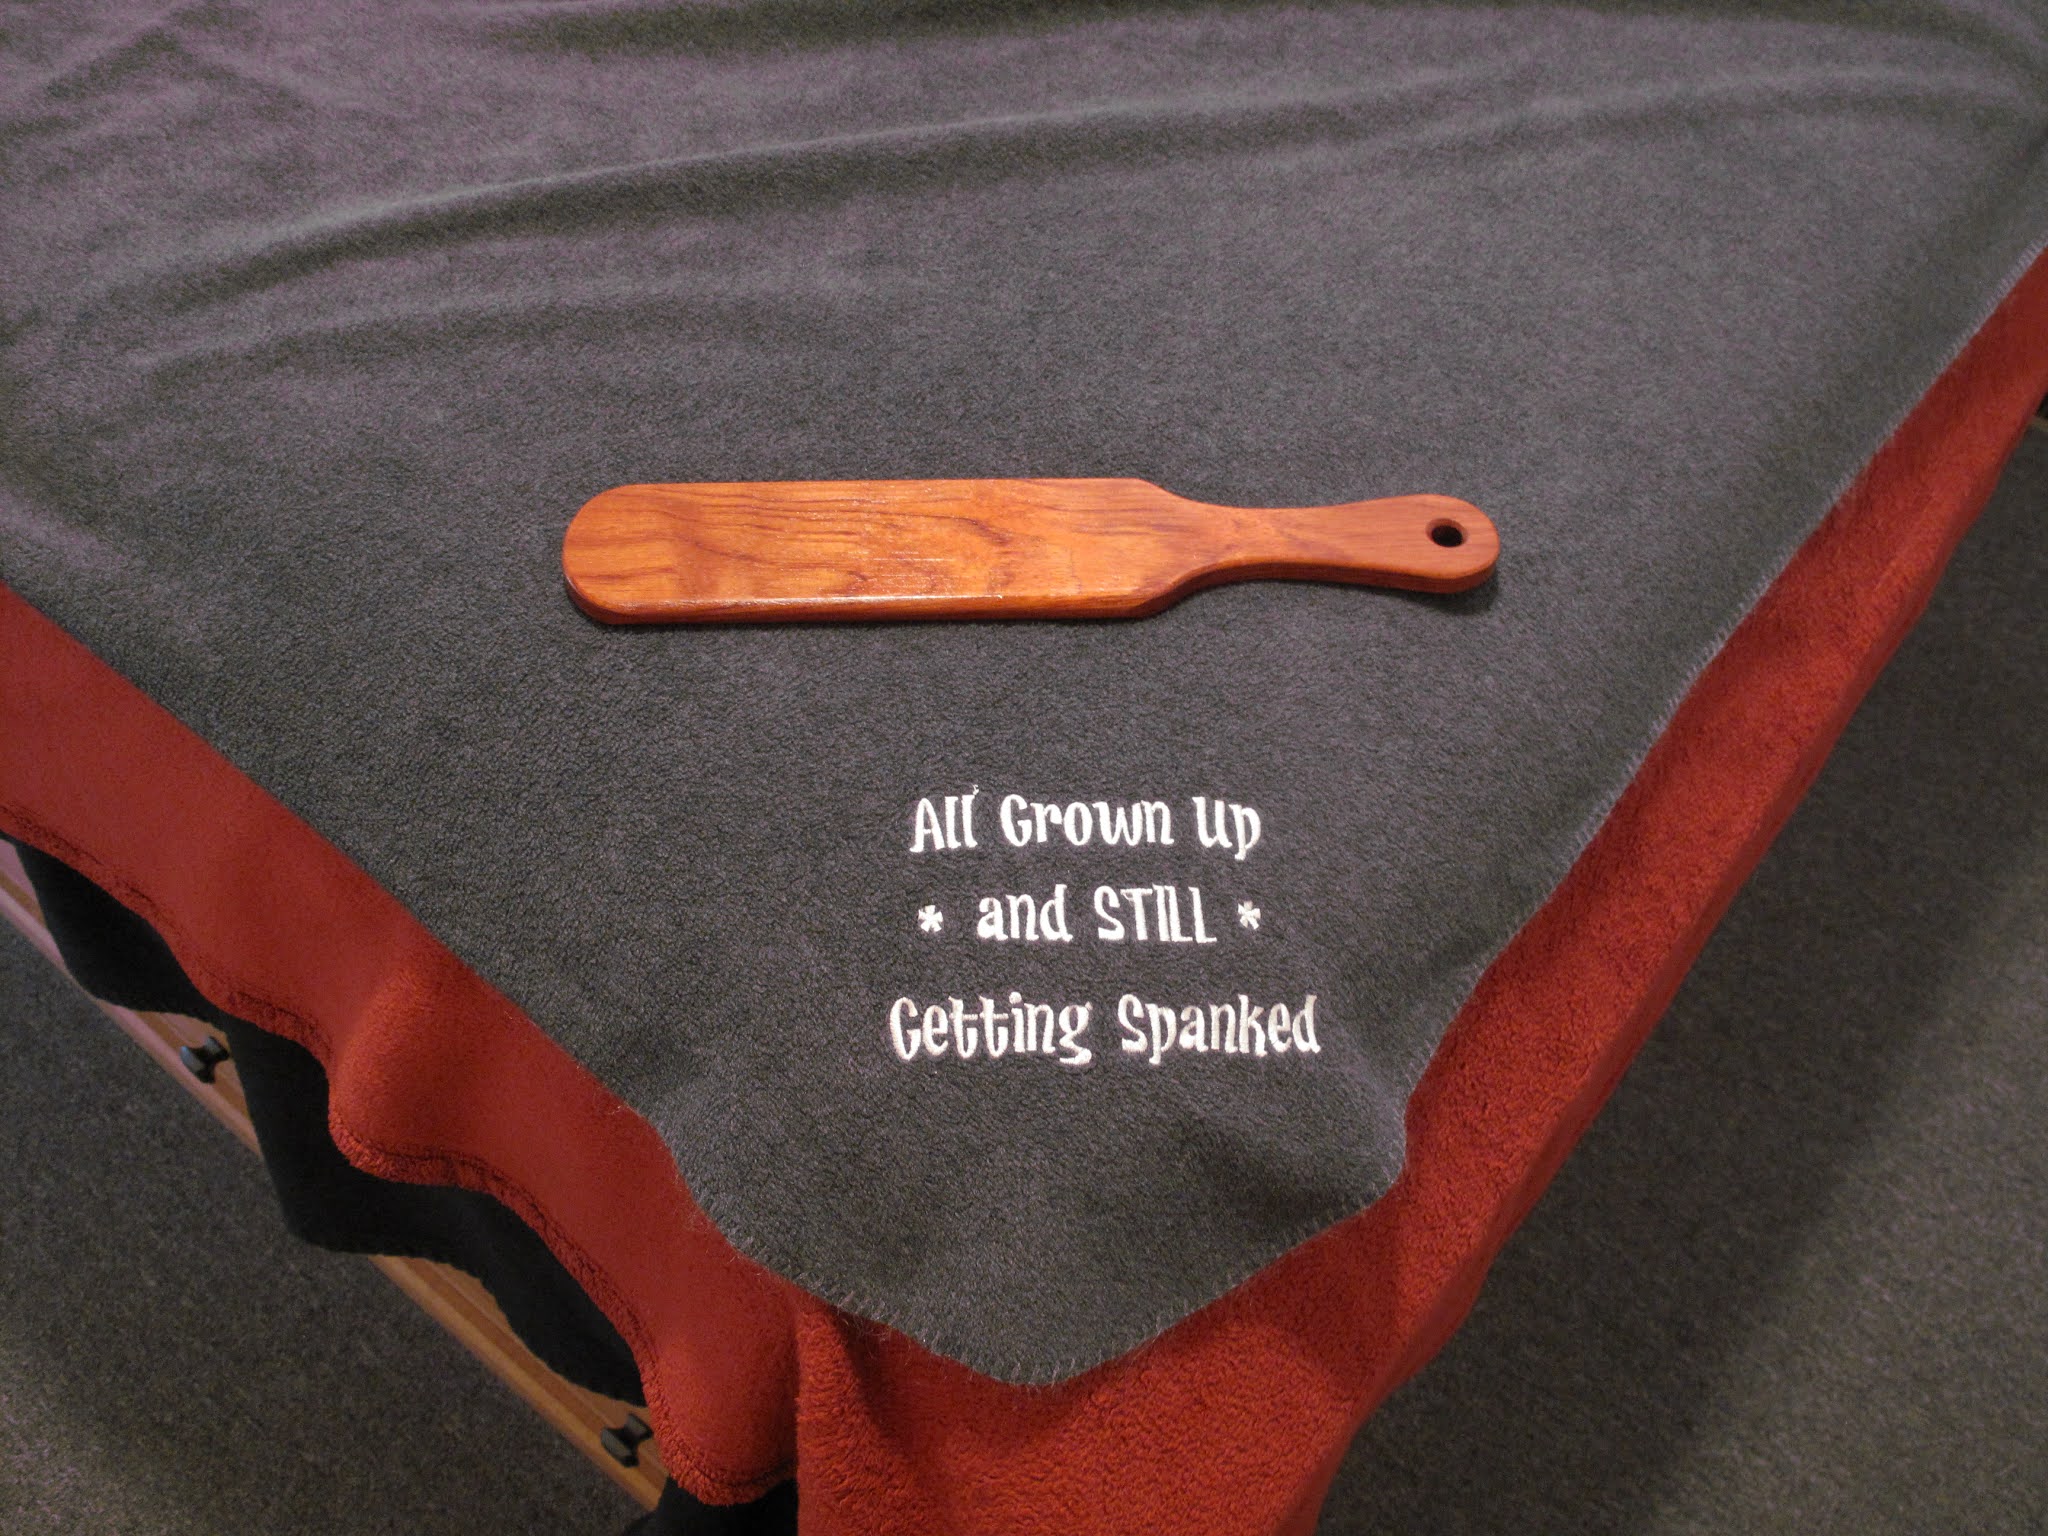 All Grown Up
* and STILL *
Getting Spanked